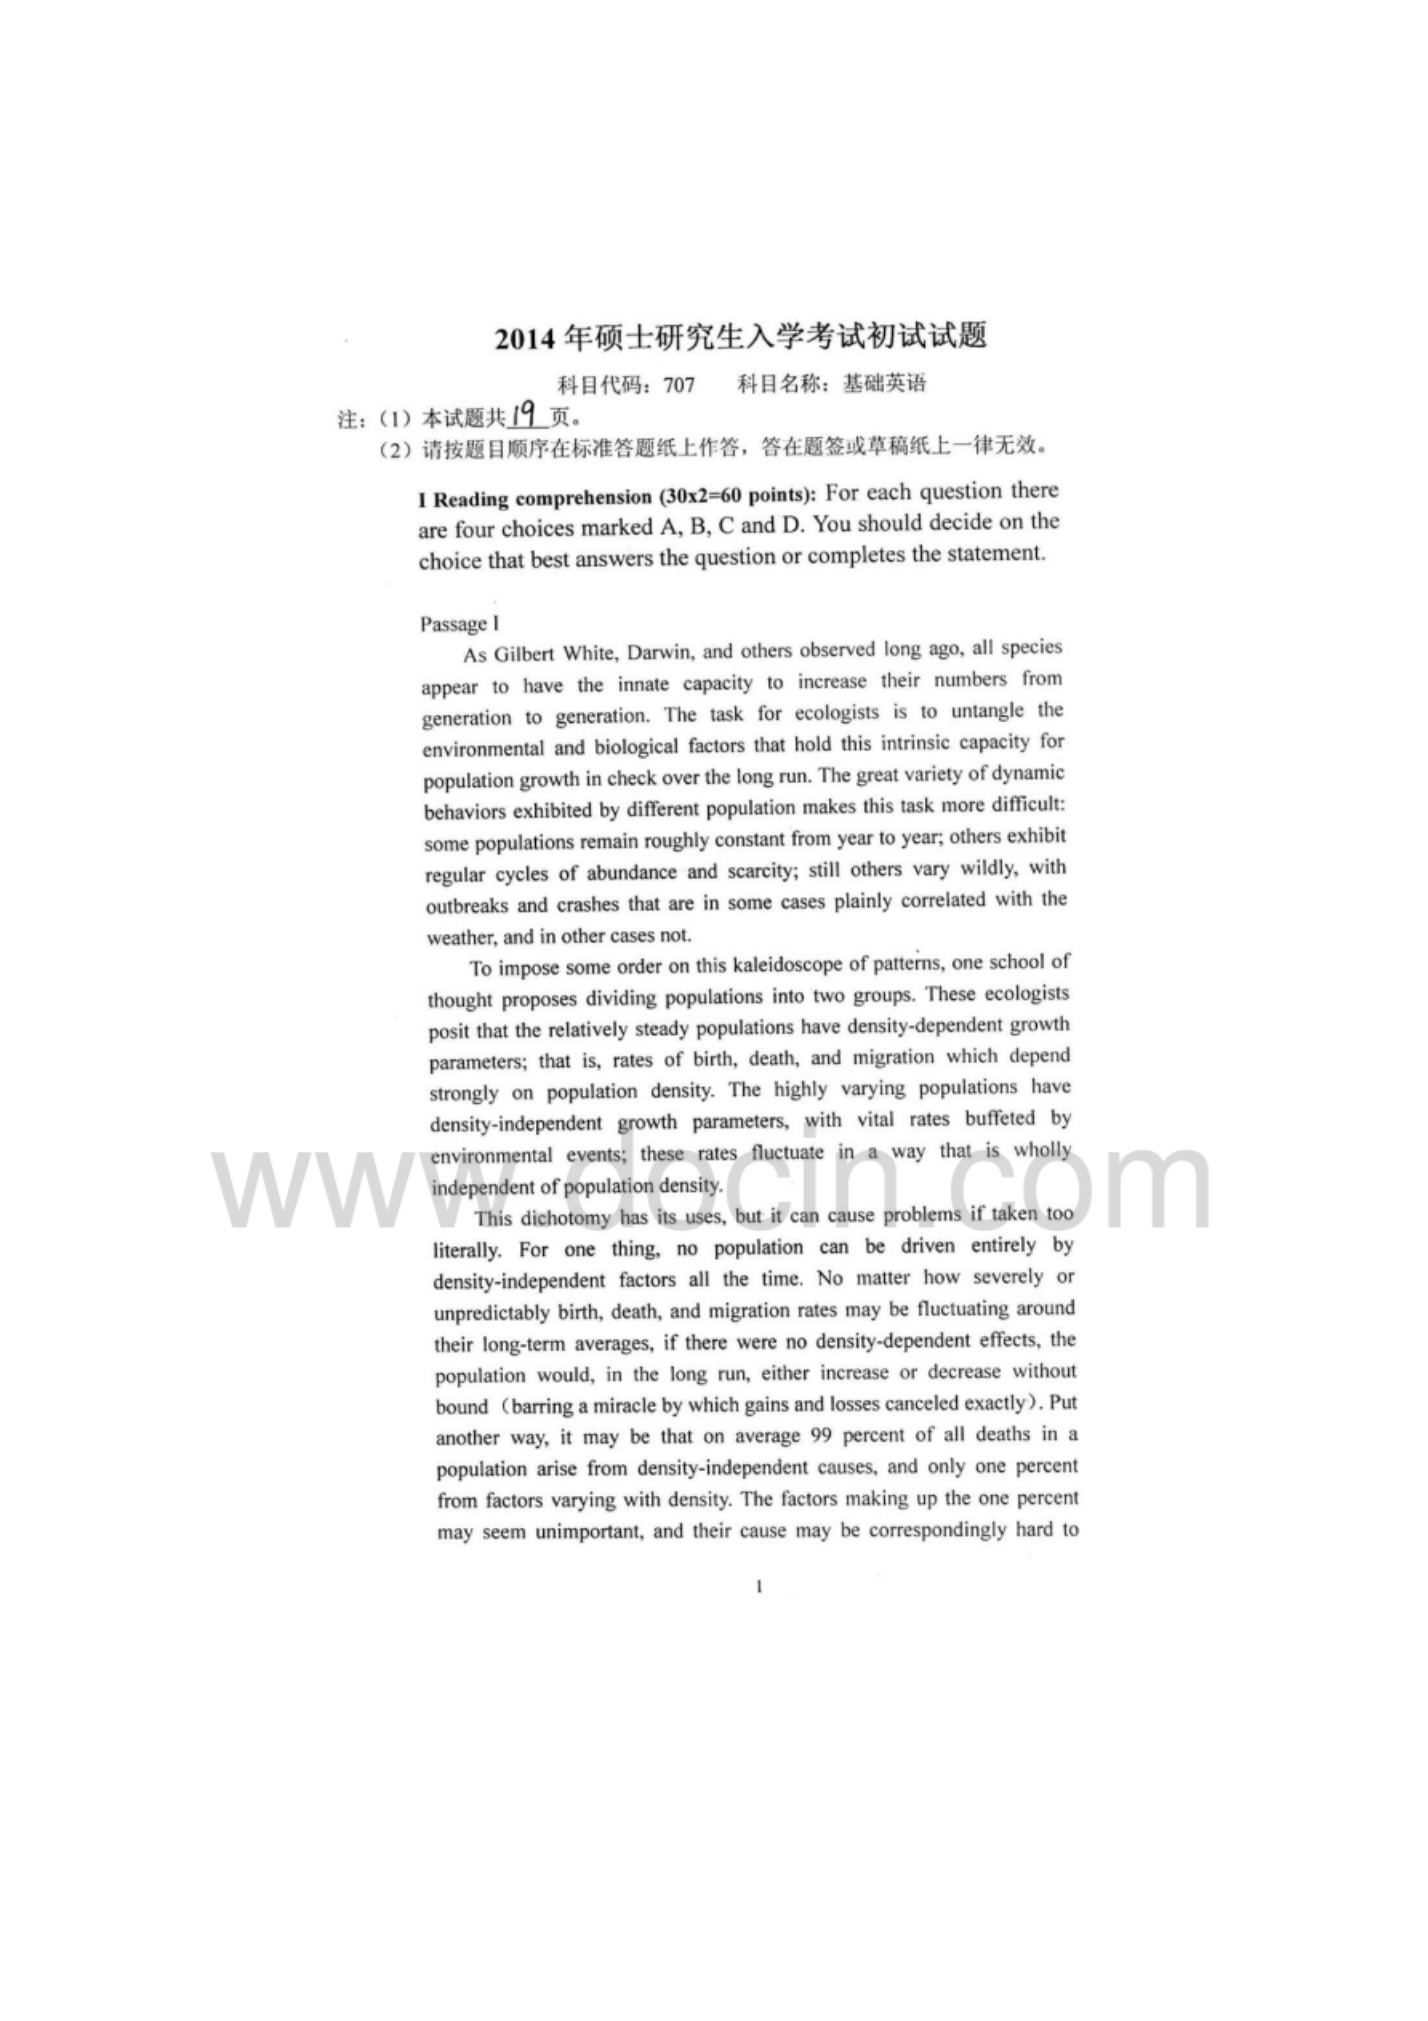 2014 年硕士研究生入学考试初试试题
科目代码：707 科目名称：基础英语
注：（1）本试题共19页。
（2）请按题目顺序在标准答题纸上作答，答在题签或草稿纸上一律无效。
I Reading comprehension (30x2=60 points): For each question there
are four choices marked A, B, C and D. You should decide on the
choice that best answers the question or completes the statement.
Passage I
As Gilbert White, Darwin, and others observed long ago, all species
appear to have the innate capacity to increase their numbers from
generation to generation. The task for ecologists is to untangle the
environmental and biological factors that hold this intrinsic capacity for
population growth in check over the long run. The great variety of dynamic
behaviors exhibited by different population makes this task more difficult:
some populations remain roughly constant from year to year; others exhibit
regular cycles of abundance and scarcity; still others vary wildly, with
outbreaks and crashes that are in some cases plainly correlated with the
weather, and in other cases not.
To impose some order on this kaleidoscope of patterns, one school of
thought proposes dividing populations into two groups. These ecologists
posit that the relatively steady populations have density-dependent growth
parameters; that is, rates of birth, death, and migration which depend
strongly on population density. The highly varying populations have
density-independent growth parameters, with vital rates buffeted by
environmental events; these rates fluctuate in a way that is wholly
independent of population density.
This dichotomy has its uses, but it can cause problems if taken too
literally. For one thing, no population can be driven entirely by
density-independent factors all the time. No matter how severely or
unpredictably birth, death, and migration rates may be fluctuating around
their long-term averages, if there were no density-dependent effects, the
population would, in the long run, either increase or decrease without
bound （barring a miracle by which gains and losses canceled exactly）. Put
another way, it may be that on average 99 percent of all deaths in a
population arise from density-independent causes, and only one percent
from factors varying with density. The factors making up the one percent
may seem unimportant, and their cause may be correspondingly hard to
1
www.docin.com